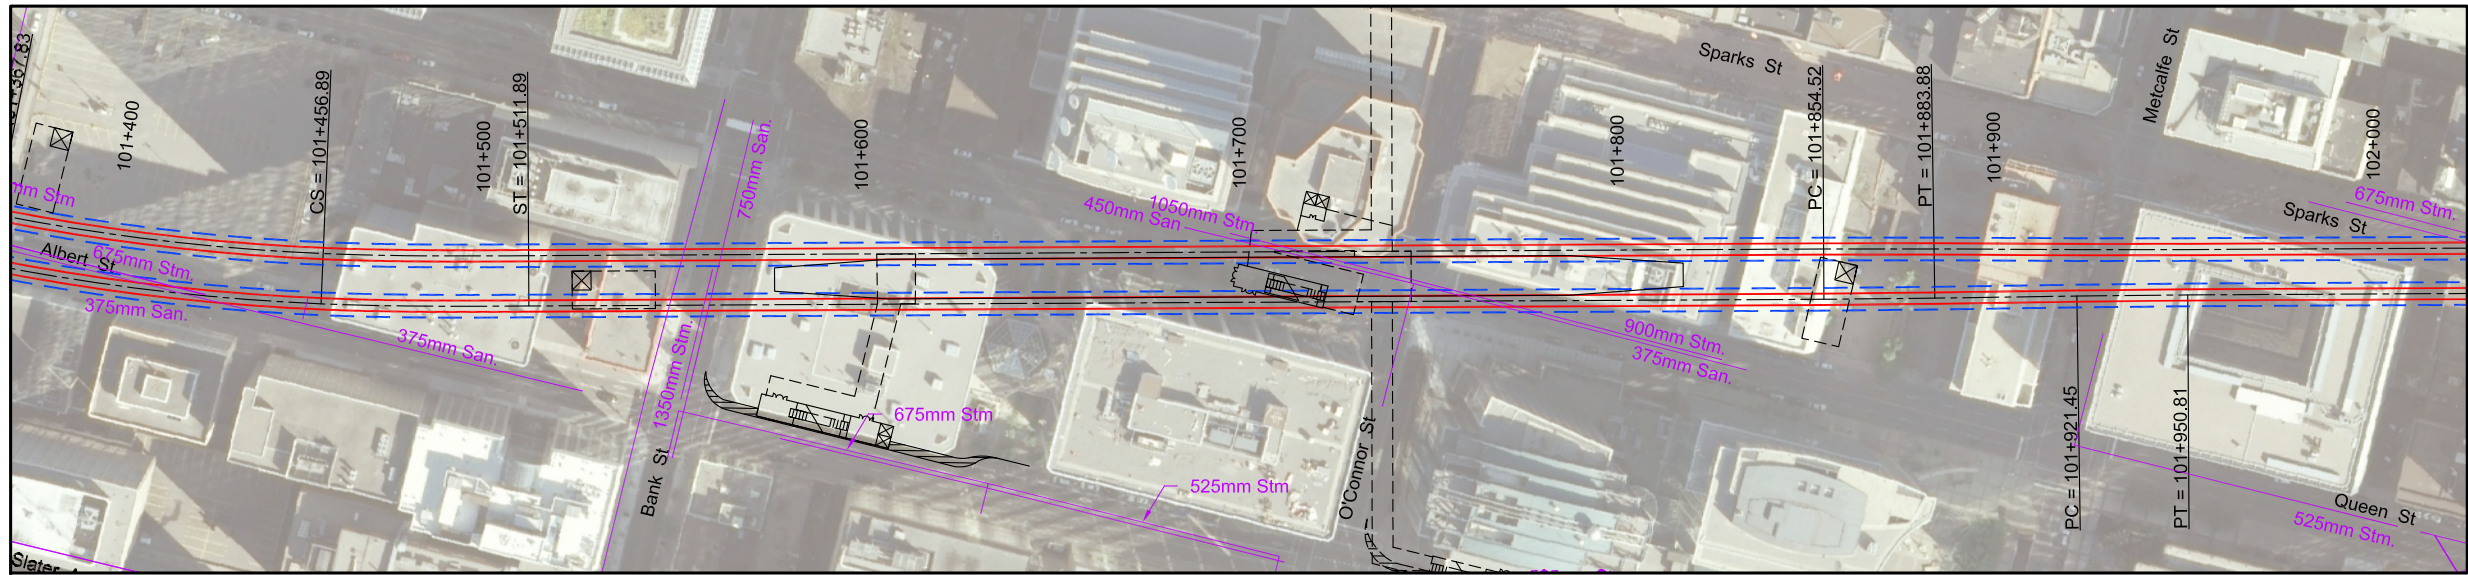 101+367.83
101+400
CS = 101+456.89
101+500
ST = 101+511.89
750mm San.
101+600
101+700
1050mm Stm
450mm San
Sparks St
101+800
PC = 101+854.52
PT = 101+883.88
101+900
Metcalfe St
102+000
675mm Stm.
Sparks St
mm Stm
Albert St
675mm Stm.
375mm San.
375mm San.
1350mm Stm.
Bank St
675mm Stm
525mm Stm
O'Connor St
900mm Stm.
375mm San.
PC = 101+921.45
PT = 101+950.81
Queen St
525mm Stm.
Slater